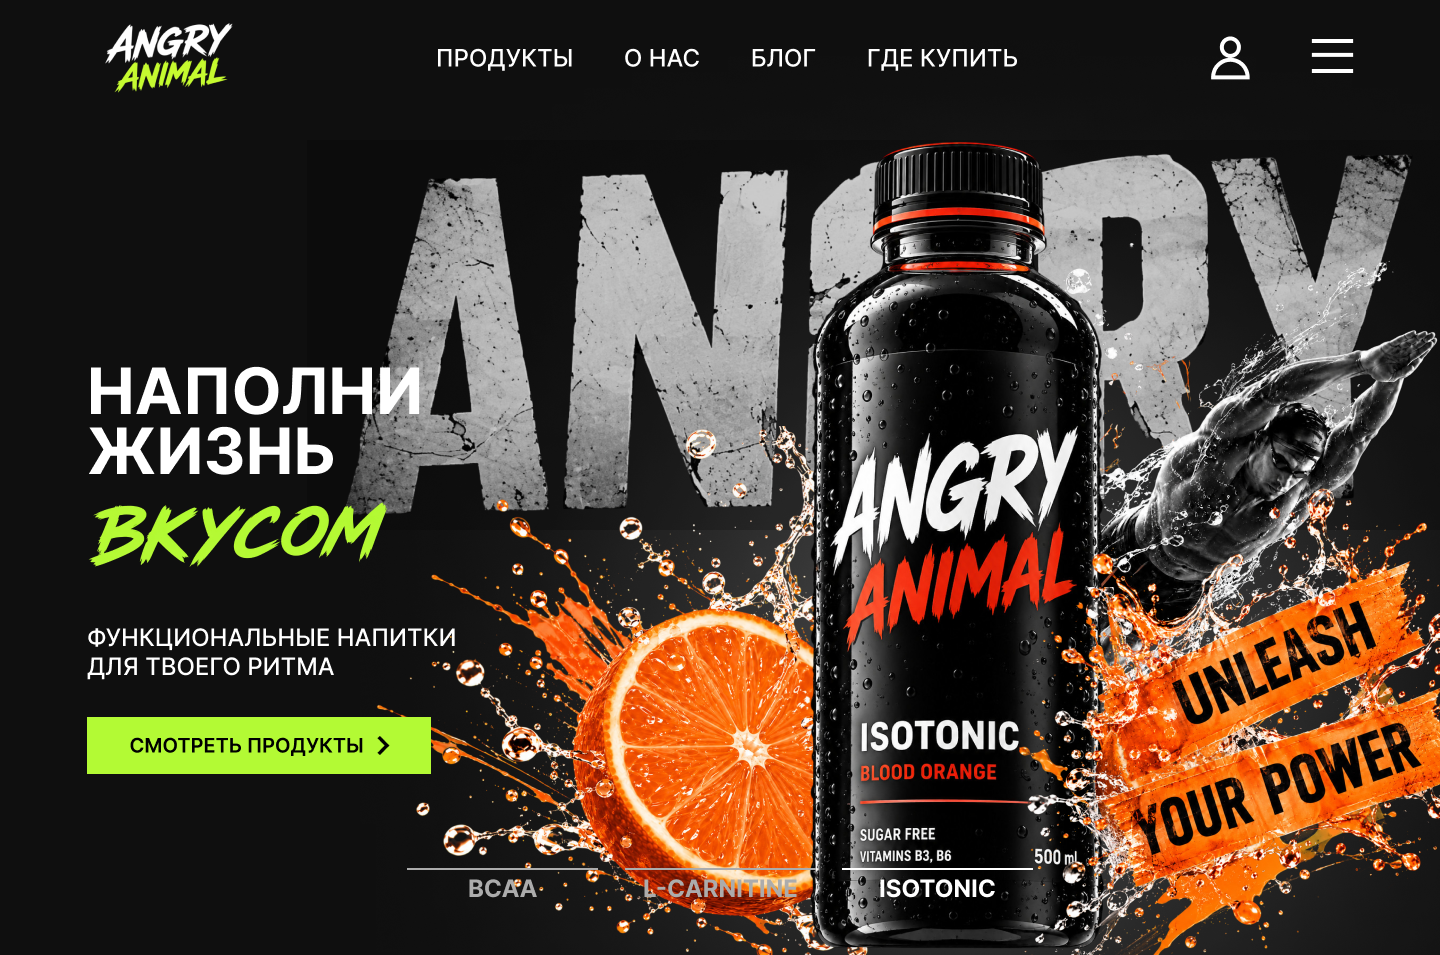 ANGRY
ANIMAL
ПРОДУКТЫ
О НАС
БЛОГ
ГДЕ КУПИТЬ
ANGRY
НАПОЛНИ
ЖИЗНЬ
ВКУСОМ
ФУНКЦИОНАЛЬНЫЕ НАПИТКИ
ДЛЯ ТВОЕГО РИТМА
СМОТРЕТЬ ПРОДУКТЫ
ANGRY
ANIMAL
ISOTONIC
BLOOD ORANGE
SUGAR FREE
VITAMINS B3, B6
500 ml
UNLEASH
YOUR POWER
BCAA
L-CARNITINE
ISOTONIC